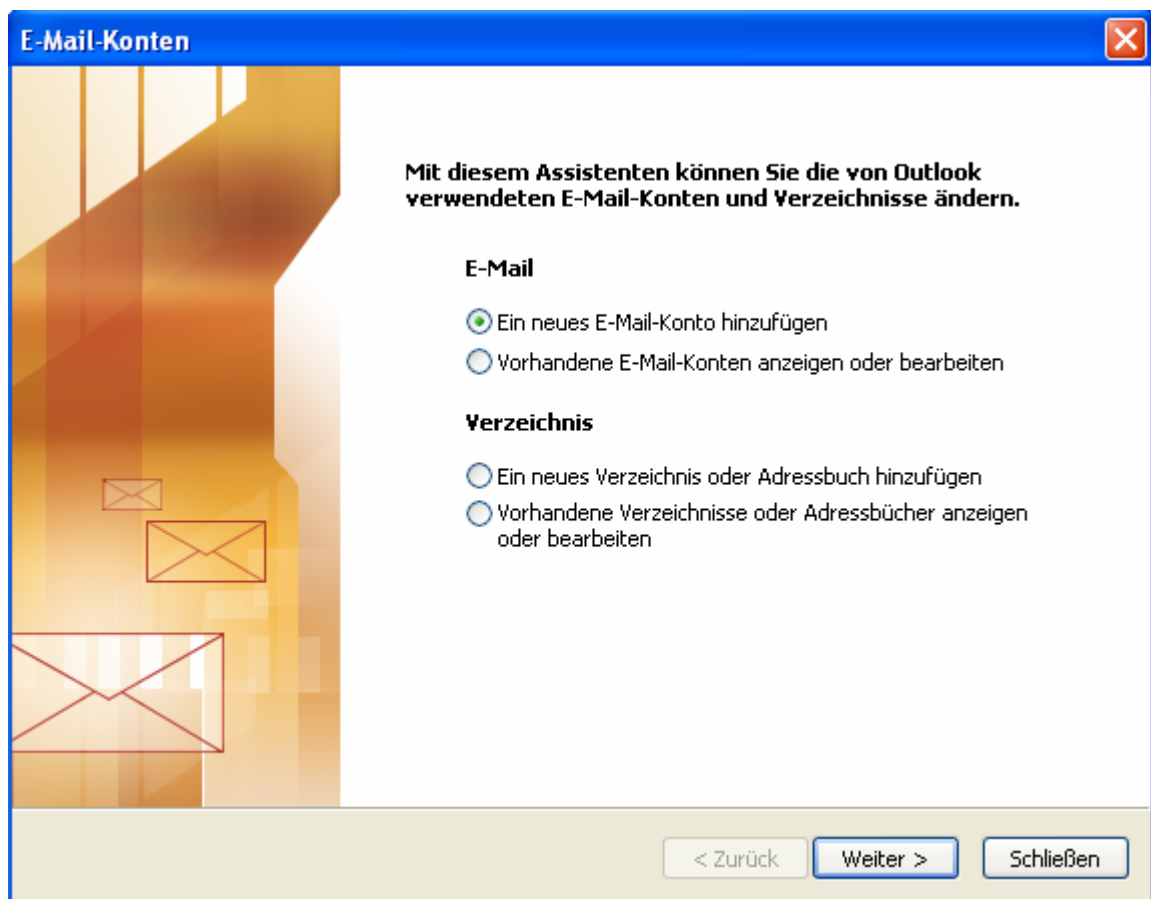 E-Mail-Konten
Mit diesem Assistenten können Sie die von Outlook
verwendeten E-Mail-Konten und Verzeichnisse ändern.
E-Mail
Ein neues E-Mail-Konto hinzufügen
Vorhandene E-Mail-Konten anzeigen oder bearbeiten
Verzeichnis
Ein neues Verzeichnis oder Adressbuch hinzufügen
Vorhandene Verzeichnisse oder Adressbücher anzeigen
oder bearbeiten
< Zurück Weiter > Schließen